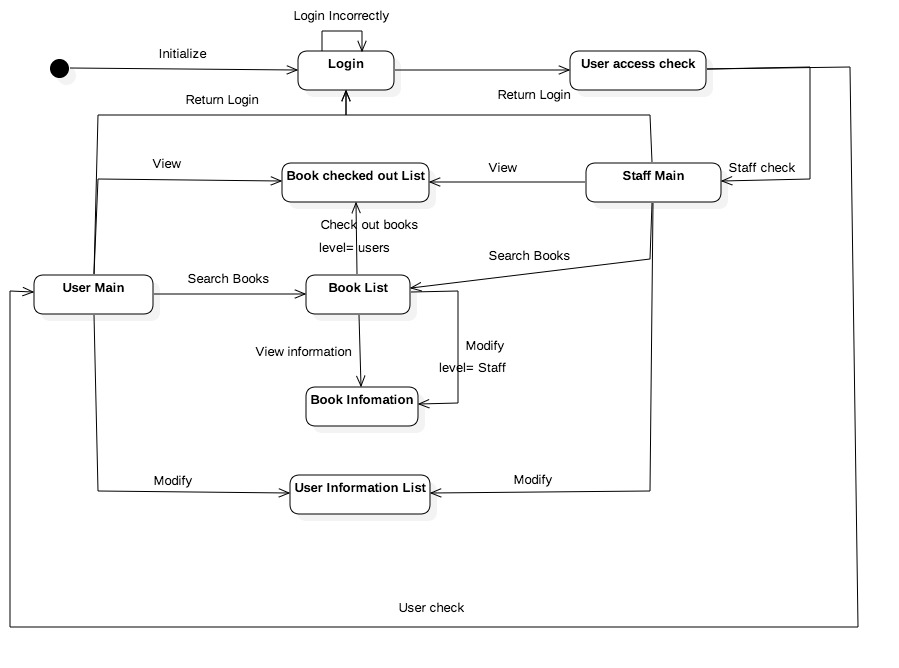 Login Incorrectly
Initialize
Login
User access check
Return Login
Return Login
View
Book checked out List
View
Staff Main
Staff check
Check out books
level= users
Search Books
User Main
Search Books
Book List
View information
Modify
level= Staff
Book Infomation
Modify
User Information List
Modify
User check